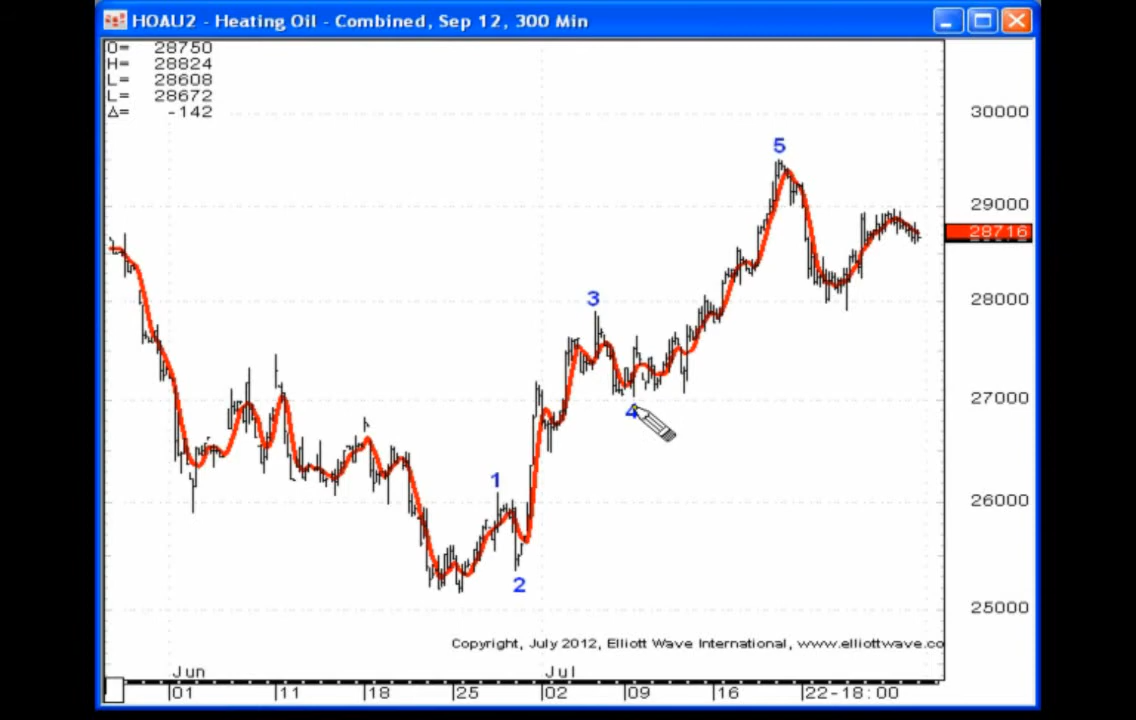 HOAU2 - Heating Oil - Combined, Sep 12, 300 Min
O= 28750
H= 28824
L= 28608
L= 28672
Δ= -142
30000
5
29000
28716
3
28000
27000
4
1
26000
2
25000
Copyright, July 2012, Elliott Wave International, www.elliottwave.co
Jun Jul
01 11 18 25 02 09 16 22-18:00